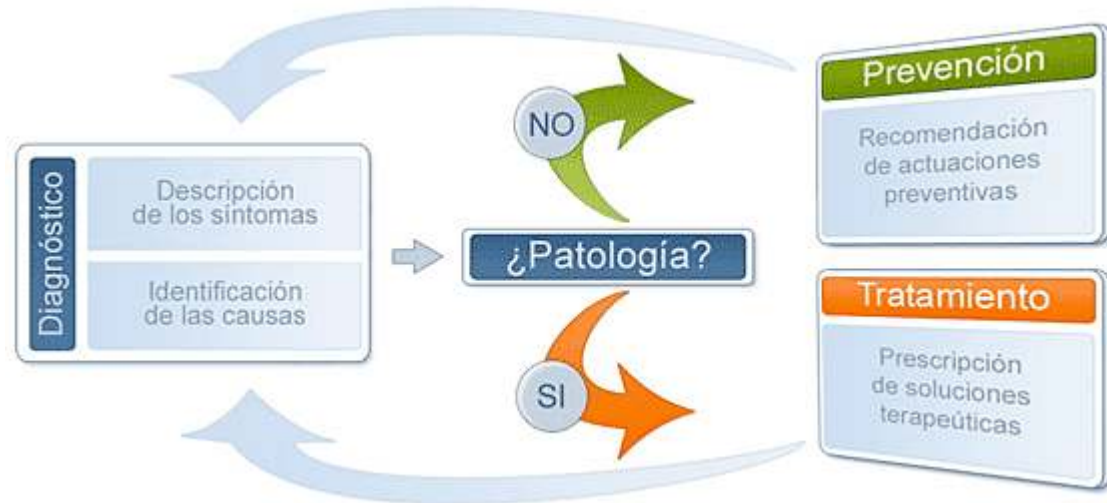 Diagnóstico
Descripción
de los síntomas
Identificación
de las causas
¿Patología?
NO
SI
Prevención
Recomendación
de actuaciones
preventivas
Tratamiento
Prescripción
de soluciones
terapeúticas